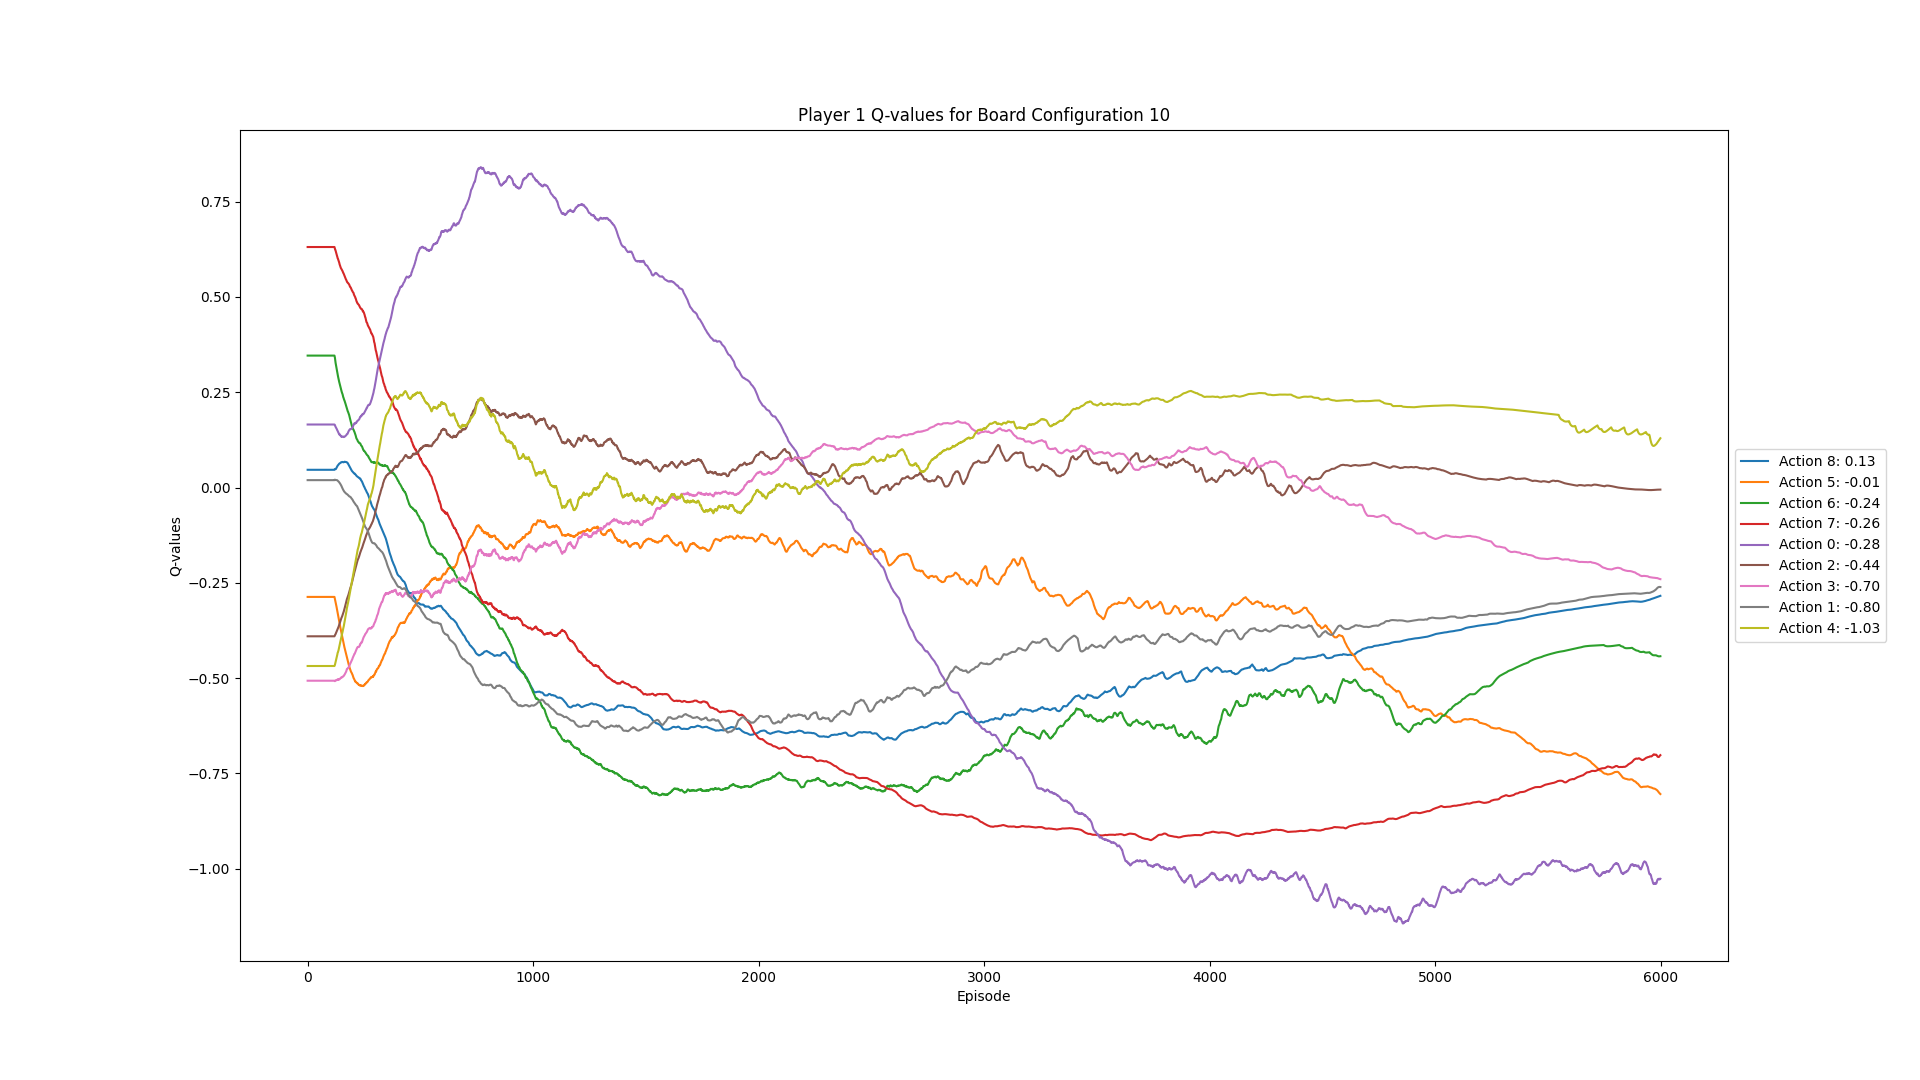 Player 1 Q-values for Board Configuration 10
Q-values
0.75
0.50
0.25
0.00
−0.25
−0.50
−0.75
−1.00
0
1000
2000
3000
4000
5000
6000
Episode
Action 8: 0.13
Action 5: -0.01
Action 6: -0.24
Action 7: -0.26
Action 0: -0.28
Action 2: -0.44
Action 3: -0.70
Action 1: -0.80
Action 4: -1.03